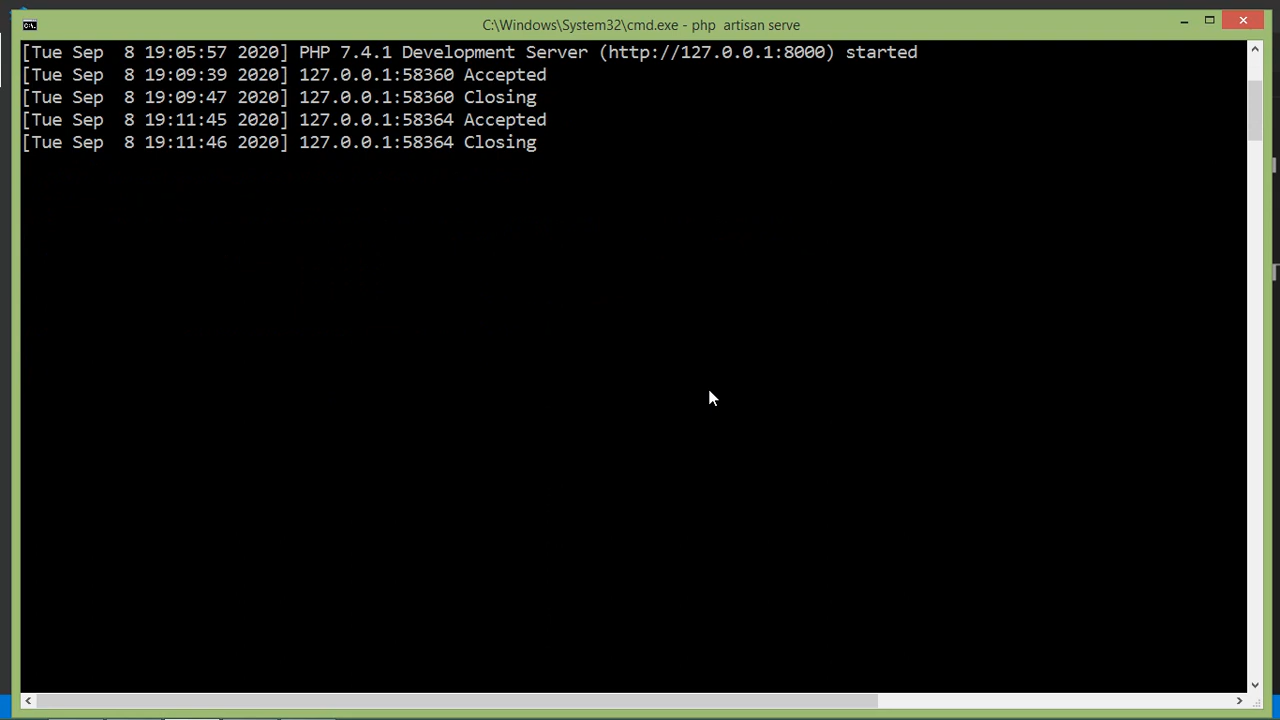 C:\Windows\System32\cmd.exe - php  artisan serve
[Tue Sep  8 19:05:57 2020] PHP 7.4.1 Development Server (http://127.0.0.1:8000) started
[Tue Sep  8 19:09:39 2020] 127.0.0.1:58360 Accepted
[Tue Sep  8 19:09:47 2020] 127.0.0.1:58360 Closing
[Tue Sep  8 19:11:45 2020] 127.0.0.1:58364 Accepted
[Tue Sep  8 19:11:46 2020] 127.0.0.1:58364 Closing